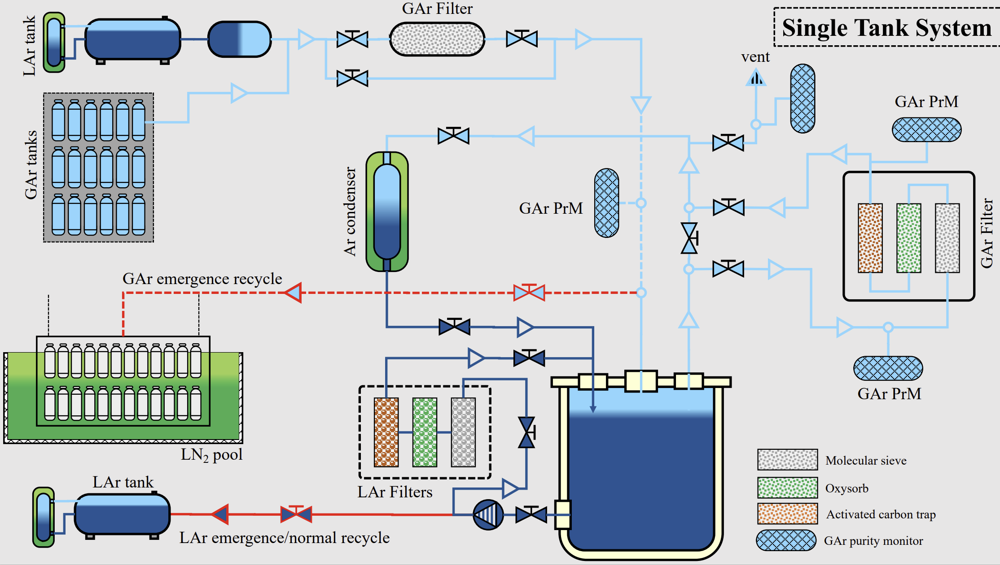 GAr Filter
Single Tank System
LAr tank
vent
GAr PrM
GAr tanks
Ar condenser
GAr PrM
GAr Filter
GAr emergence recycle
LN2 pool
GAr PrM
LAr tank
LAr Filters
LAr emergence/normal recycle
Molecular sieve
Oxysorb
Activated carbon trap
GAr purity monitor